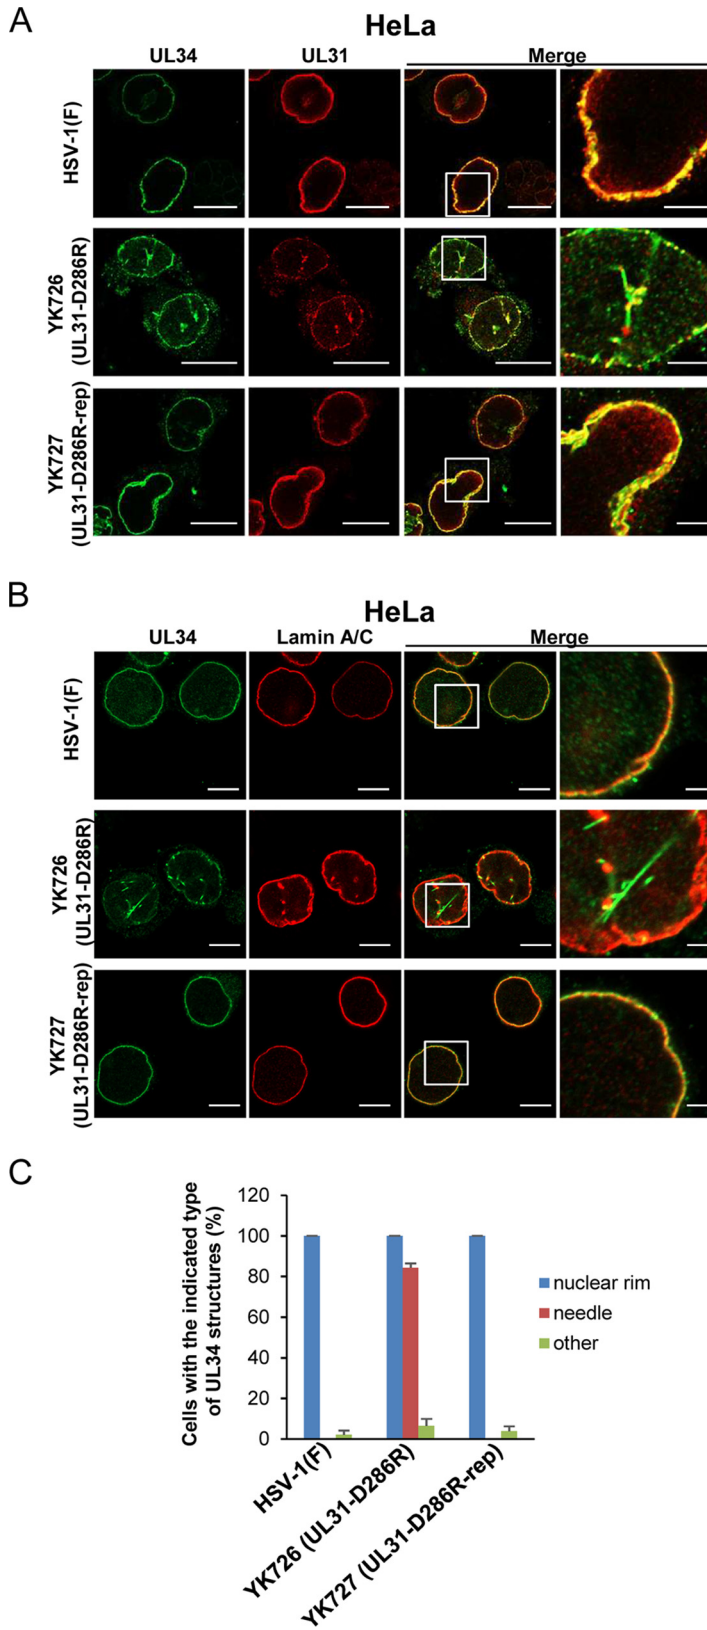 A
HeLa
UL34 UL31 Merge
HSV-1(F)
YK726
(UL31-D286R)
YK727
(UL31-D286R-rep)
B
HeLa
UL34 Lamin A/C Merge
HSV-1(F)
YK726
(UL31-D286R)
YK727
(UL31-D286R-rep)
C
Cells with the indicated type
of UL34 structures (%)
120
100
80
60
40
20
0
nuclear rim
needle
other
HSV-1(F)
YK726 (UL31-D286R)
YK727 (UL31-D286R-rep)